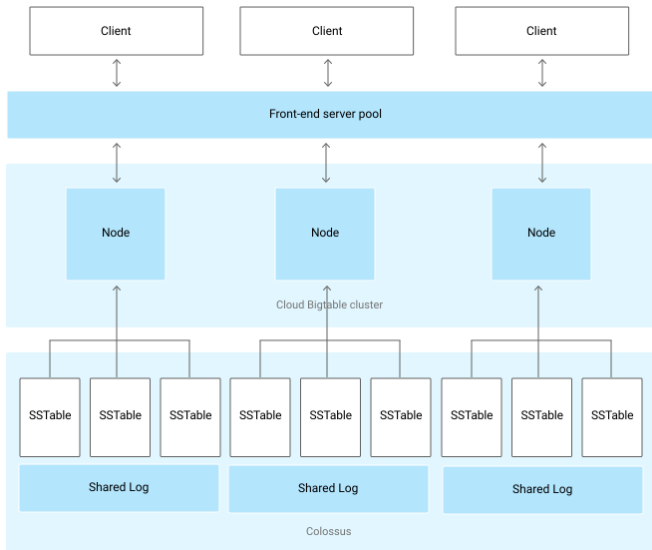 Client
Client
Client
Front-end server pool
Node
Node
Node
Cloud Bigtable cluster
SSTable
SSTable
SSTable
SSTable
SSTable
SSTable
SSTable
SSTable
SSTable
Shared Log
Shared Log
Shared Log
Colossus